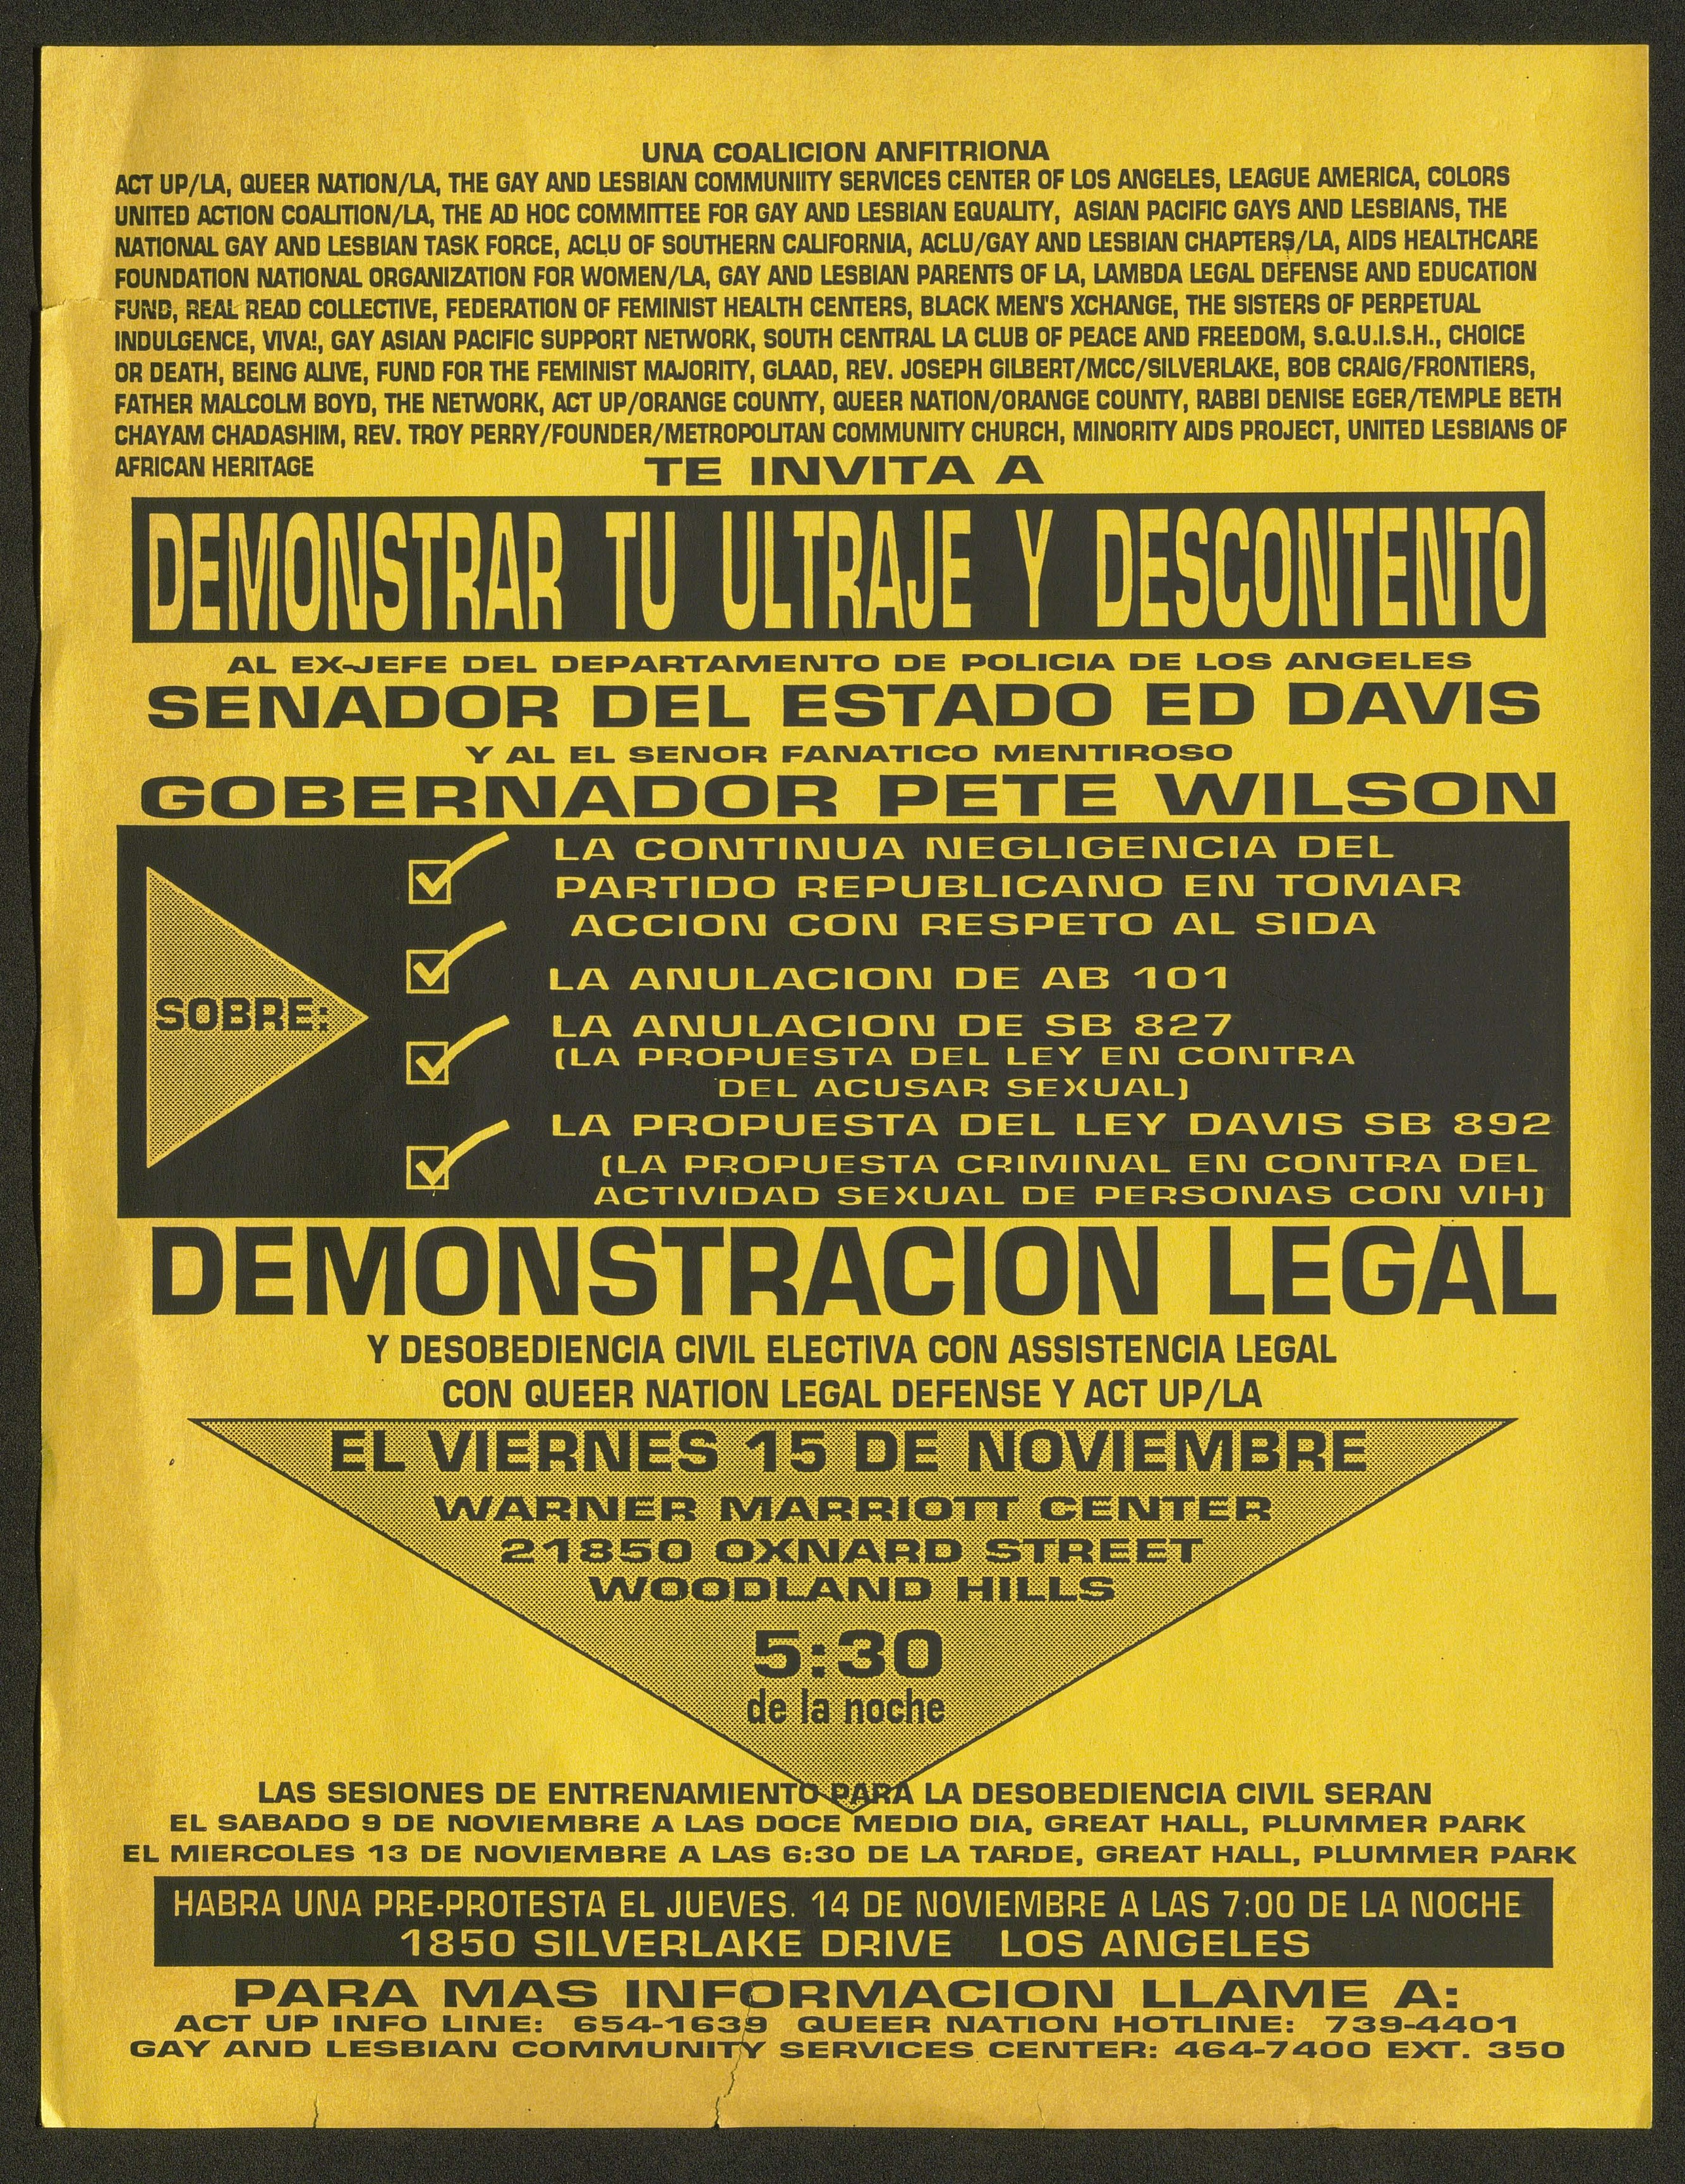 UNA COALICION ANFITRIONA
ACT UP/LA, QUEER NATION/LA, THE GAY AND LESBIAN COMMUNIITY SERVICES CENTER OF LOS ANGELES, LEAGUE AMERICA, COLORS
UNITED ACTION COALITION/LA, THE AD HOC COMMITTEE FOR GAY AND LESBIAN EQUALITY, ASIAN PACIFIC GAYS AND LESBIANS, THE
NATIONAL GAY AND LESBIAN TASK FORCE, ACLU OF SOUTHERN CALIFORNIA, ACLU/GAY AND LESBIAN CHAPTERS/LA, AIDS HEALTHCARE
FOUNDATION NATIONAL ORGANIZATION FOR WOMEN/LA, GAY AND LESBIAN PARENTS OF LA, LAMBDA LEGAL DEFENSE AND EDUCATION
FUND, REAL READ COLLECTIVE, FEDERATION OF FEMINIST HEALTH CENTERS, BLACK MEN'S XCHANGE, THE SISTERS OF PERPETUAL
INDULGENCE, VIVA!, GAY ASIAN PACIFIC SUPPORT NETWORK, SOUTH CENTRAL LA CLUB OF PEACE AND FREEDOM, S.Q.U.I.S.H., CHOICE
OR DEATH, BEING ALIVE, FUND FOR THE FEMINIST MAJORITY, GLAAD, REV. JOSEPH GILBERT/MCC/SILVERLAKE, BOB CRAIG/FRONTIERS,
FATHER MALCOLM BOYD, THE NETWORK, ACT UP/ORANGE COUNTY, QUEER NATION/ORANGE COUNTY, RABBI DENISE EGER/TEMPLE BETH
CHAYAM CHADASHIM, REV. TROY PERRY/FOUNDER/METROPOLITAN COMMUNITY CHURCH, MINORITY AIDS PROJECT, UNITED LESBIANS OF
AFRICAN HERITAGE
TE INVITA A
DEMONSTRAR TU ULTRAJE Y DESCONTENTO
AL EX-JEFE DEL DEPARTAMENTO DE POLICIA DE LOS ANGELES
SENADOR DEL ESTADO ED DAVIS
Y AL EL SENOR FANATICO MENTIROSO
GOBERNADOR PETE WILSON
SOBRE:
LA CONTINUA NEGLIGENCIA DEL
PARTIDO REPUBLICANO EN TOMAR
ACCION CON RESPETO AL SIDA
LA ANULACION DE AB 101
LA ANULACION DE SB 827
(LA PROPUESTA DEL LEY EN CONTRA
DEL ACUSAR SEXUAL)
LA PROPUESTA DEL LEY DAVIS SB 892
(LA PROPUESTA CRIMINAL EN CONTRA DEL
ACTIVIDAD SEXUAL DE PERSONAS CON VIH)
DEMONSTRACION LEGAL
Y DESOBEDIENCIA CIVIL ELECTIVA CON ASSISTENCIA LEGAL
CON QUEER NATION LEGAL DEFENSE Y ACT UP/LA
EL VIERNES 15 DE NOVIEMBRE
WARNER MARRIOTT CENTER
21850 OXNARD STREET
WOODLAND HILLS
5:30
de la noche
LAS SESIONES DE ENTRENAMIENTO PARA LA DESOBEDIENCIA CIVIL SERAN
EL SABADO 9 DE NOVIEMBRE A LAS DOCE MEDIO DIA, GREAT HALL, PLUMMER PARK
EL MIERCOLES 13 DE NOVIEMBRE A LAS 6:30 DE LA TARDE, GREAT HALL, PLUMMER PARK
HABRA UNA PRE-PROTESTA EL JUEVES. 14 DE NOVIEMBRE A LAS 7:00 DE LA NOCHE
1850 SILVERLAKE DRIVE LOS ANGELES
PARA MAS INFORMACION LLAME A:
ACT UP INFO LINE: 654-1639 QUEER NATION HOTLINE: 739-4401
GAY AND LESBIAN COMMUNITY SERVICES CENTER: 464-7400 EXT. 350